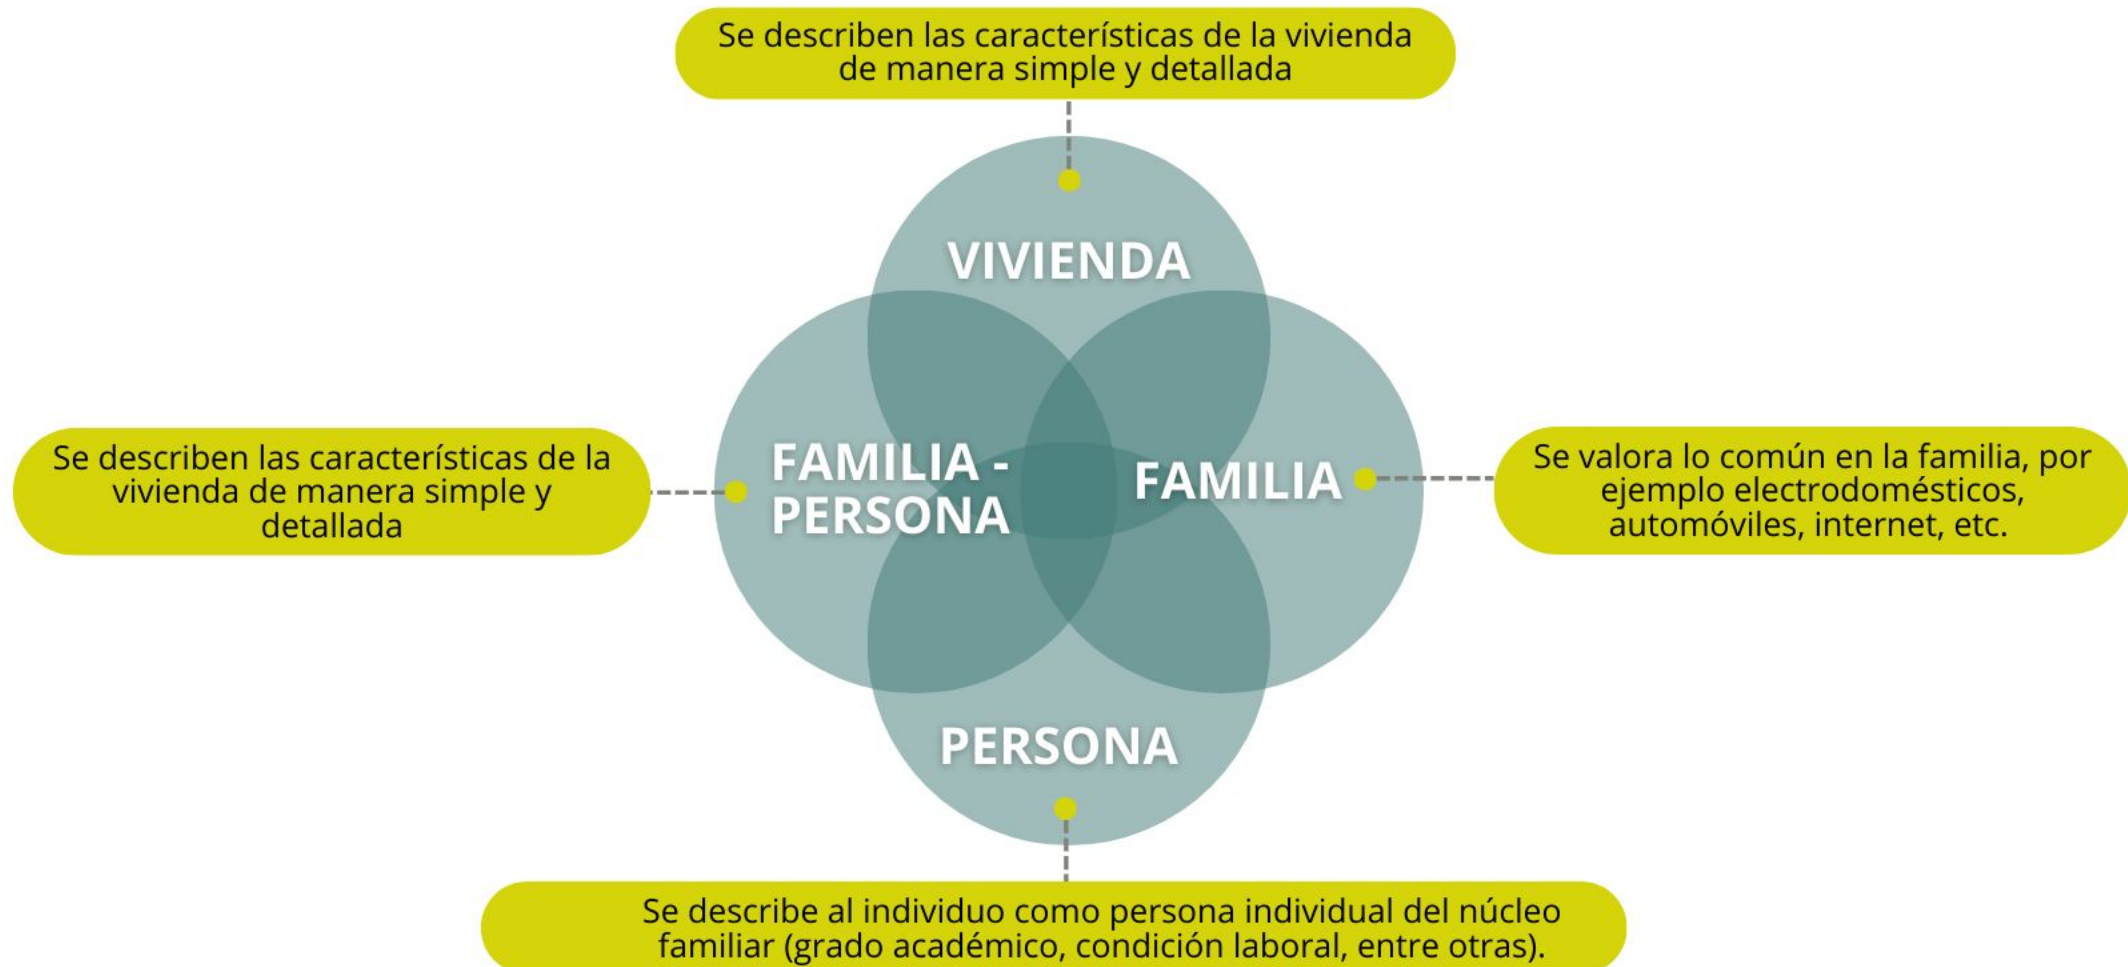 Se describen las características de la vivienda
de manera simple y detallada
VIVIENDA
Se describen las características de la
vivienda de manera simple y
detallada
FAMILIA -
PERSONA
FAMILIA
Se valora lo común en la familia, por
ejemplo electrodomésticos,
automóviles, internet, etc.
PERSONA
Se describe al individuo como persona individual del núcleo
familiar (grado académico, condición laboral, entre otras).